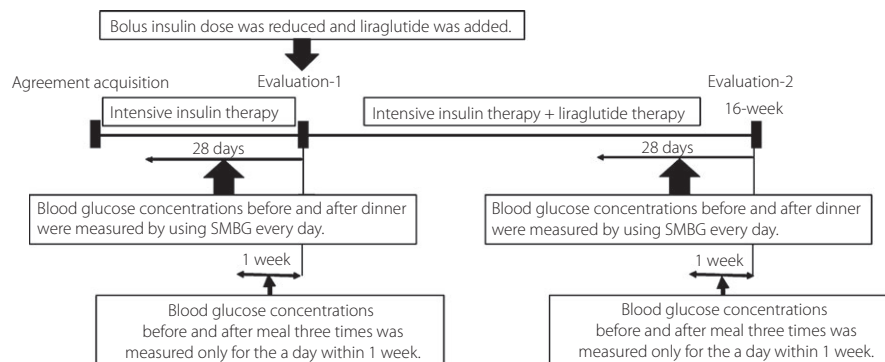 Bolus insulin dose was reduced and liraglutide was added.
Agreement acquisition
Evaluation-1
Evaluation-2
Intensive insulin therapy
Intensive insulin therapy + liraglutide therapy
16-week
28 days
28 days
Blood glucose concentrations before and after dinner
were measured by using SMBG every day.
Blood glucose concentrations before and after dinner
were measured by using SMBG every day.
1 week
1 week
Blood glucose concentrations
before and after meal three times was
measured only for the a day within 1 week.
Blood glucose concentrations
before and after meal three times was
measured only for the a day within 1 week.